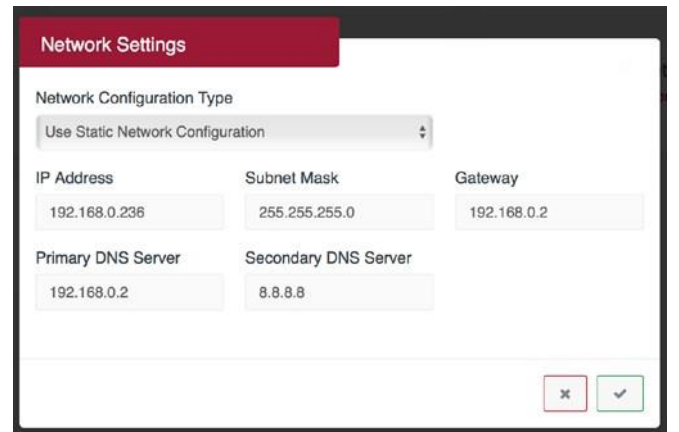 Network Settings
Network Configuration Type
Use Static Network Configuration
IP Address Subnet Mask Gateway
192.168.0.236 255.255.255.0 192.168.0.2
Primary DNS Server Secondary DNS Server
192.168.0.2 8.8.8.8